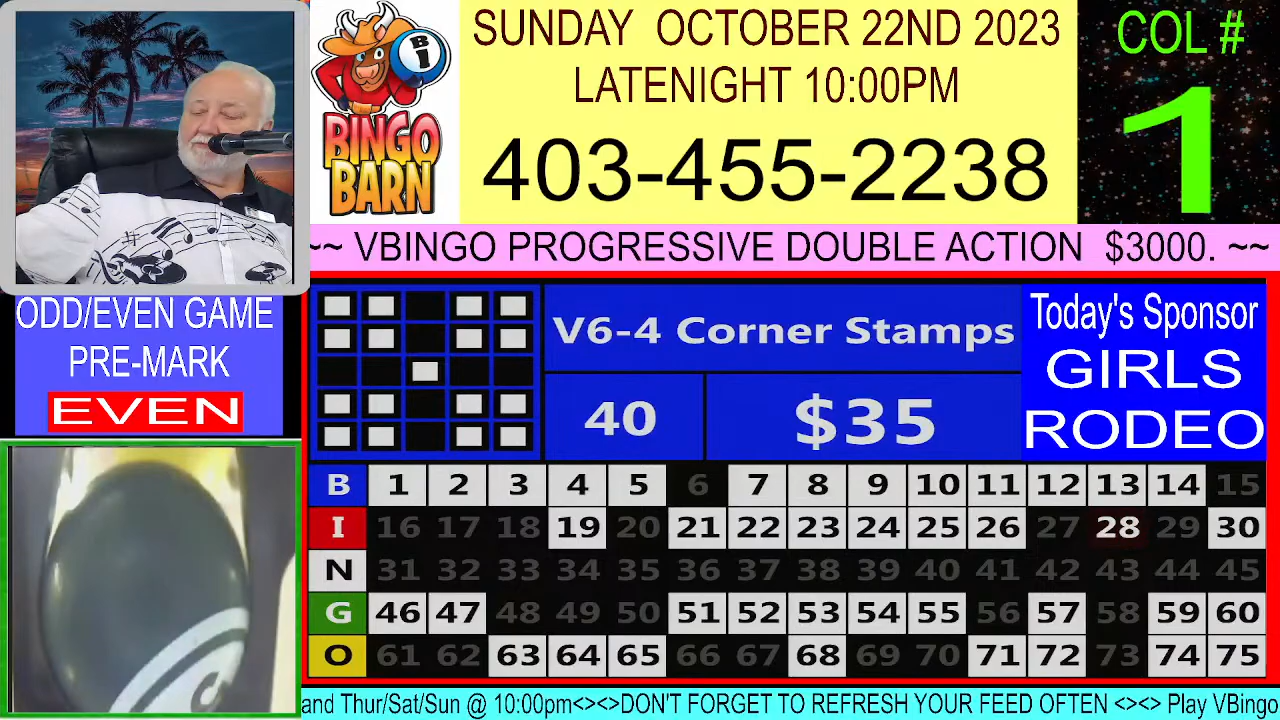 SUNDAY OCTOBER 22ND 2023
LATENIGHT 10:00PM
403-455-2238
COL #
1
BI
BINGO
BARN
~~ VBINGO PROGRESSIVE DOUBLE ACTION $3000. ~~
ODD/EVEN GAME
PRE-MARK
EVEN
V6-4 Corner Stamps
40 $35
Today's Sponsor
GIRLS
RODEO
B 1 2 3 4 5 6 7 8 9 10 11 12 13 14 15
I 16 17 18 19 20 21 22 23 24 25 26 27 28 29 30
N 31 32 33 34 35 36 37 38 39 40 41 42 43 44 45
G 46 47 48 49 50 51 52 53 54 55 56 57 58 59 60
O 61 62 63 64 65 66 67 68 69 70 71 72 73 74 75
and Thur/Sat/Sun @ 10:00pm<><>DON'T FORGET TO REFRESH YOUR FEED OFTEN <><> Play VBingo